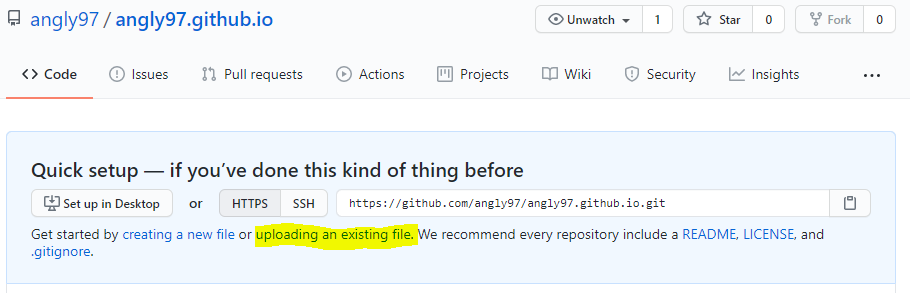 angly97 / angly97.github.io Unwatch 1 Star 0 Fork 0
Code Issues Pull requests Actions Projects Wiki Security Insights ...
Quick setup — if you've done this kind of thing before
Set up in Desktop or HTTPS SSH https://github.com/angly97/angly97.github.io.git
Get started by creating a new file or uploading an existing file. We recommend every repository include a README, LICENSE, and
.gitignore.